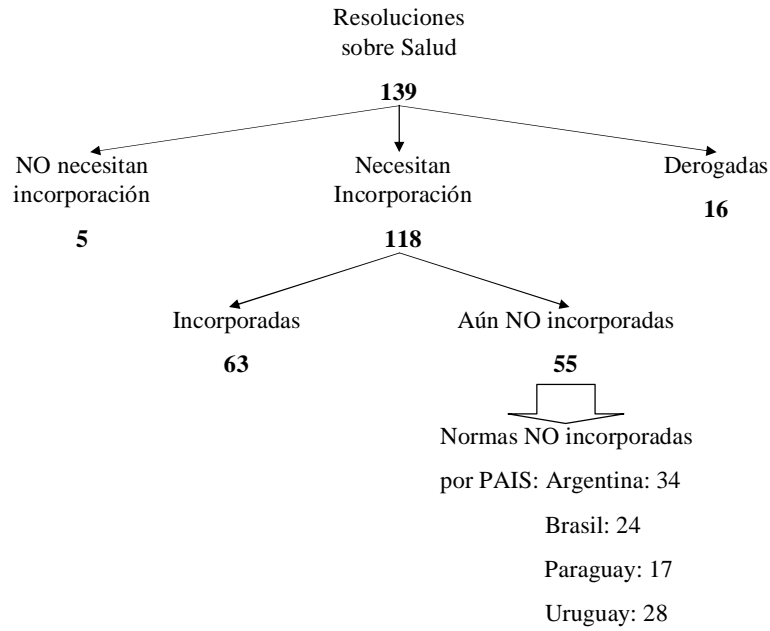 Resoluciones
sobre Salud
139
NO necesitan
incorporación
5
Necesitan
Incorporación
118
Derogadas
16
Incorporadas
63
Aún NO incorporadas
55
Normas NO incorporadas
por PAIS: Argentina: 34
Brasil: 24
Paraguay: 17
Uruguay: 28